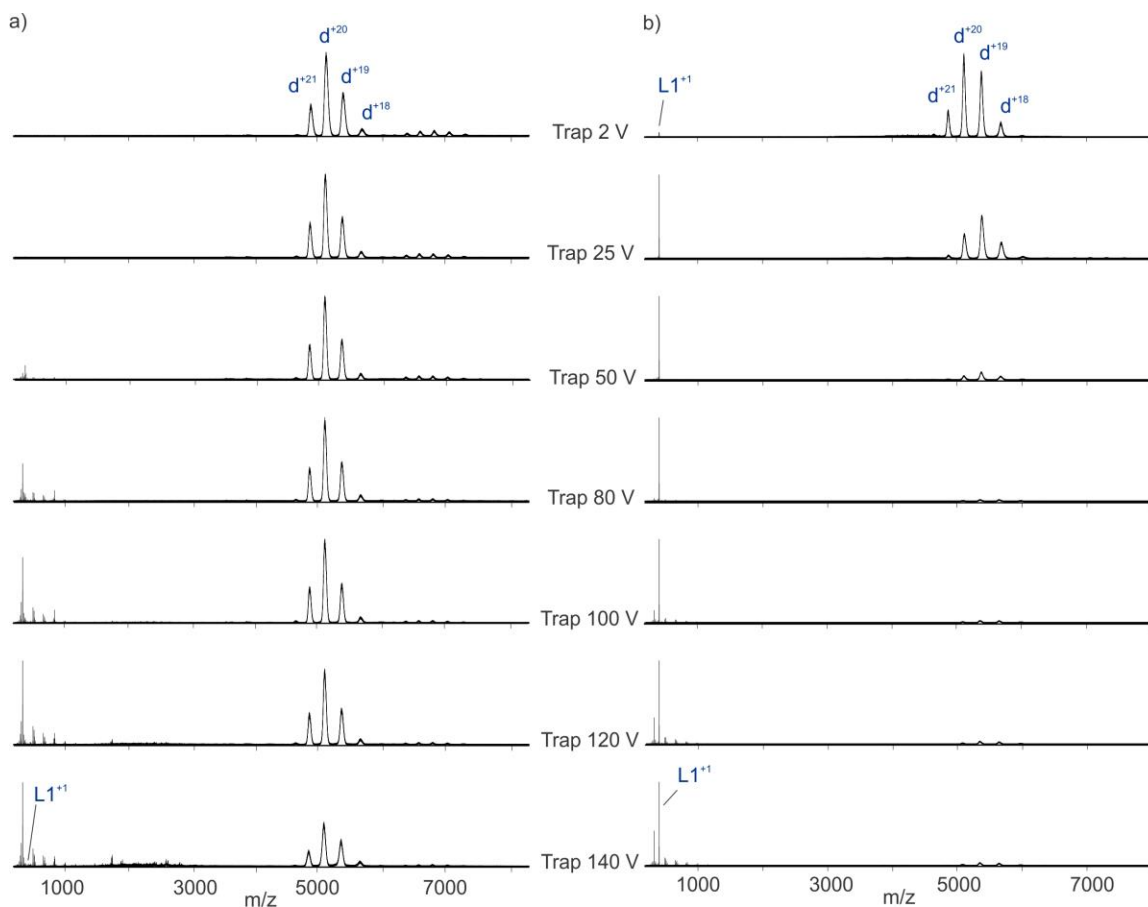 a)
d+21
d+20
d+19
d+18
b)
L1+1
d+21
d+20
d+19
d+18
Trap 2 V
Trap 25 V
Trap 50 V
Trap 80 V
Trap 100 V
Trap 120 V
L1+1
L1+1
Trap 140 V
1000 3000 5000 7000
m/z
1000 3000 5000 7000
m/z